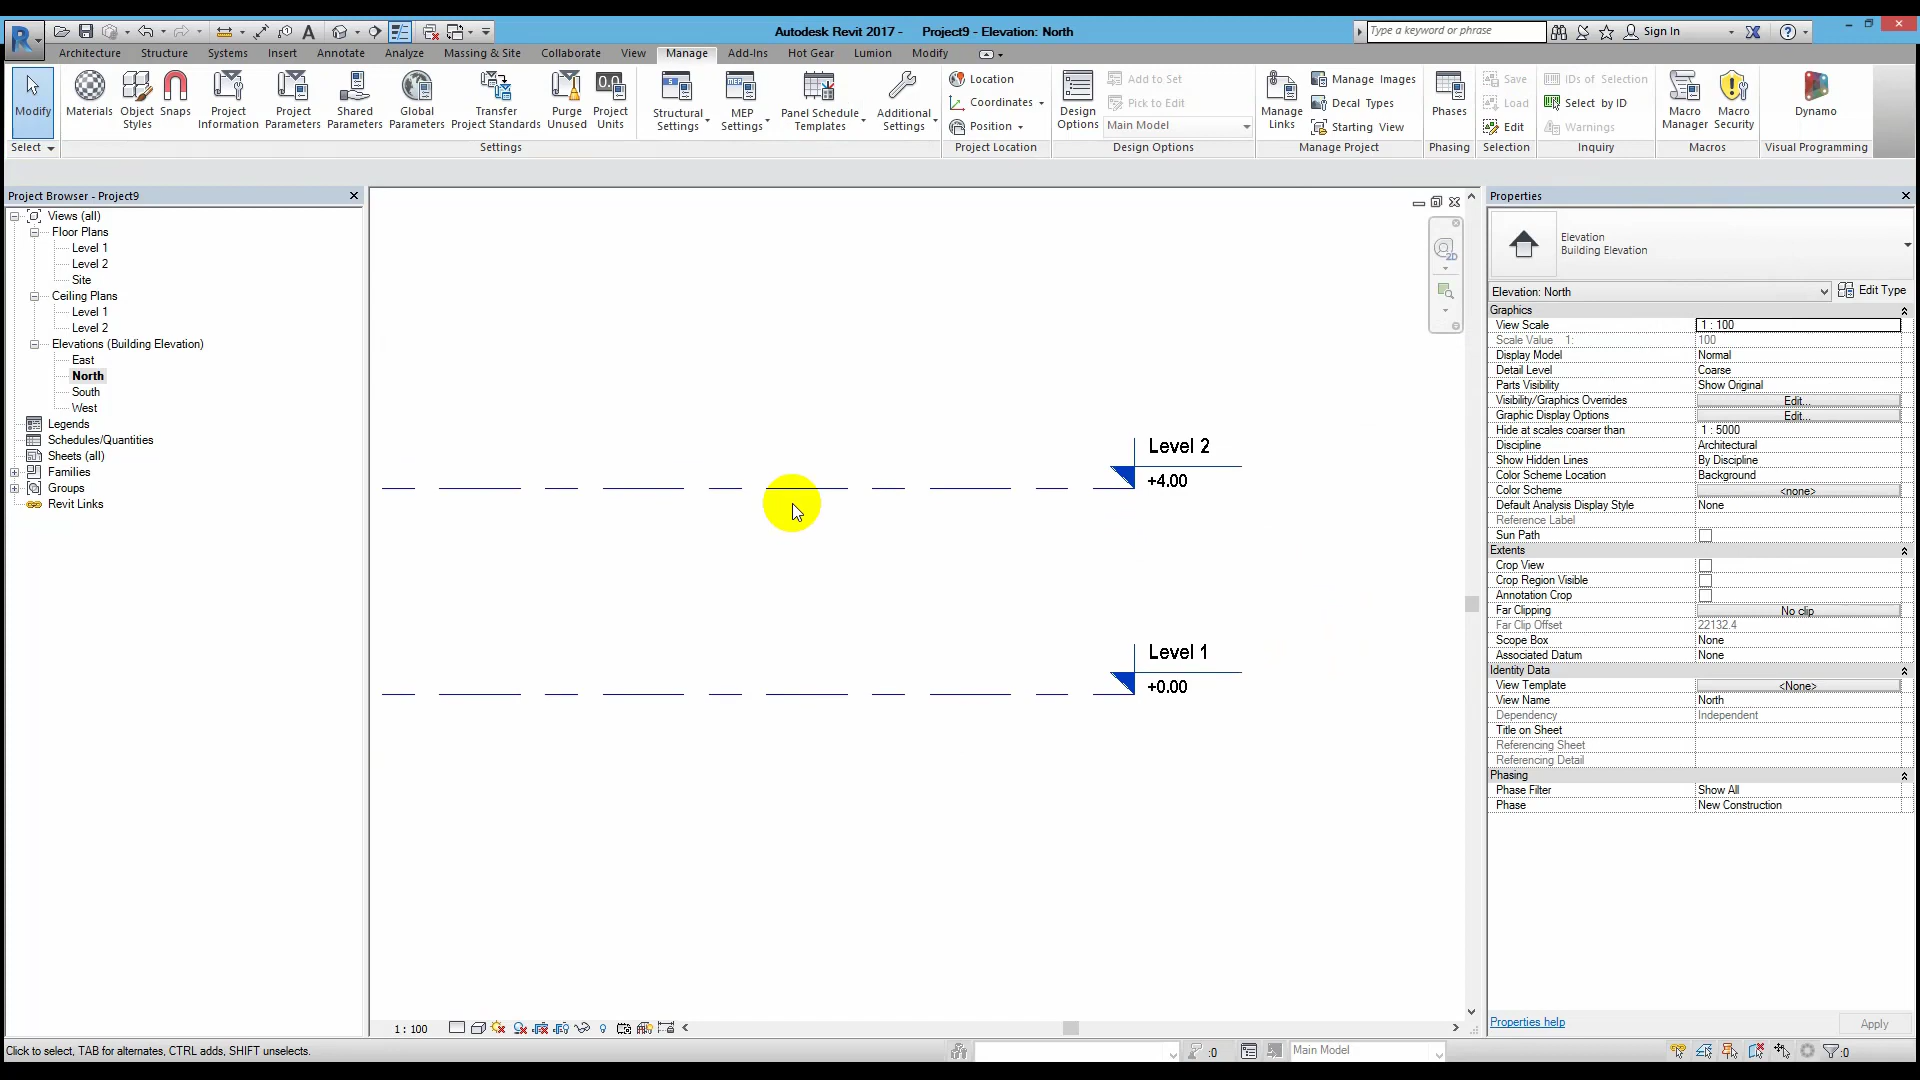 Autodesk Revit 2017 - Project9 - Elevation: North
Type a keyword or phrase
Sign In
Architecture Structure Systems Insert Annotate Analyze Massing & Site Collaborate View Manage Add-Ins Hot Gear Lumion Modify
Modify
Materials
Object Styles
Snaps
Project Information
Project Parameters
Shared Parameters
Global Parameters
Transfer Project Standards
Purge Unused
Project Units
Structural Settings
MEP Settings
Panel Schedule Templates
Additional Settings
Location
Coordinates
Position
Design Options
Add to Set
Pick to Edit
Main Model
Manage Links
Manage Images
Decal Types
Starting View
Phases
Save
Load
Edit
IDs of Selection
Select by ID
Warnings
Macro Manager
Macro Security
Dynamo
Select Settings Project Location Design Options Manage Project Phasing Selection Inquiry Macros Visual Programming
Project Browser - Project9
Views (all)
Floor Plans
Level 1
Level 2
Site
Ceiling Plans
Level 1
Level 2
Elevations (Building Elevation)
East
North
South
West
Legends
Schedules/Quantities
Sheets (all)
Families
Groups
Revit Links
2D
Level 2
+4.00
Level 1
+0.00
Properties
Elevation
Building Elevation
Elevation: North Edit Type
Graphics
View Scale 1 : 100
Scale Value 1: 100
Display Model Normal
Detail Level Coarse
Parts Visibility Show Original
Visibility/Graphics Overrides Edit...
Graphic Display Options Edit...
Hide at scales coarser than 1 : 5000
Discipline Architectural
Show Hidden Lines By Discipline
Color Scheme Location Background
Color Scheme <none>
Default Analysis Display Style None
Reference Label
Sun Path
Extents
Crop View
Crop Region Visible
Annotation Crop
Far Clipping No clip
Far Clip Offset 22132.4
Scope Box None
Associated Datum None
Identity Data
View Template <None>
View Name North
Dependency Independent
Title on Sheet
Referencing Sheet
Referencing Detail
Phasing
Phase Filter Show All
Phase New Construction
Properties help Apply
1 : 100
Click to select, TAB for alternates, CTRL adds, SHIFT unselects.
:0
Main Model
:0